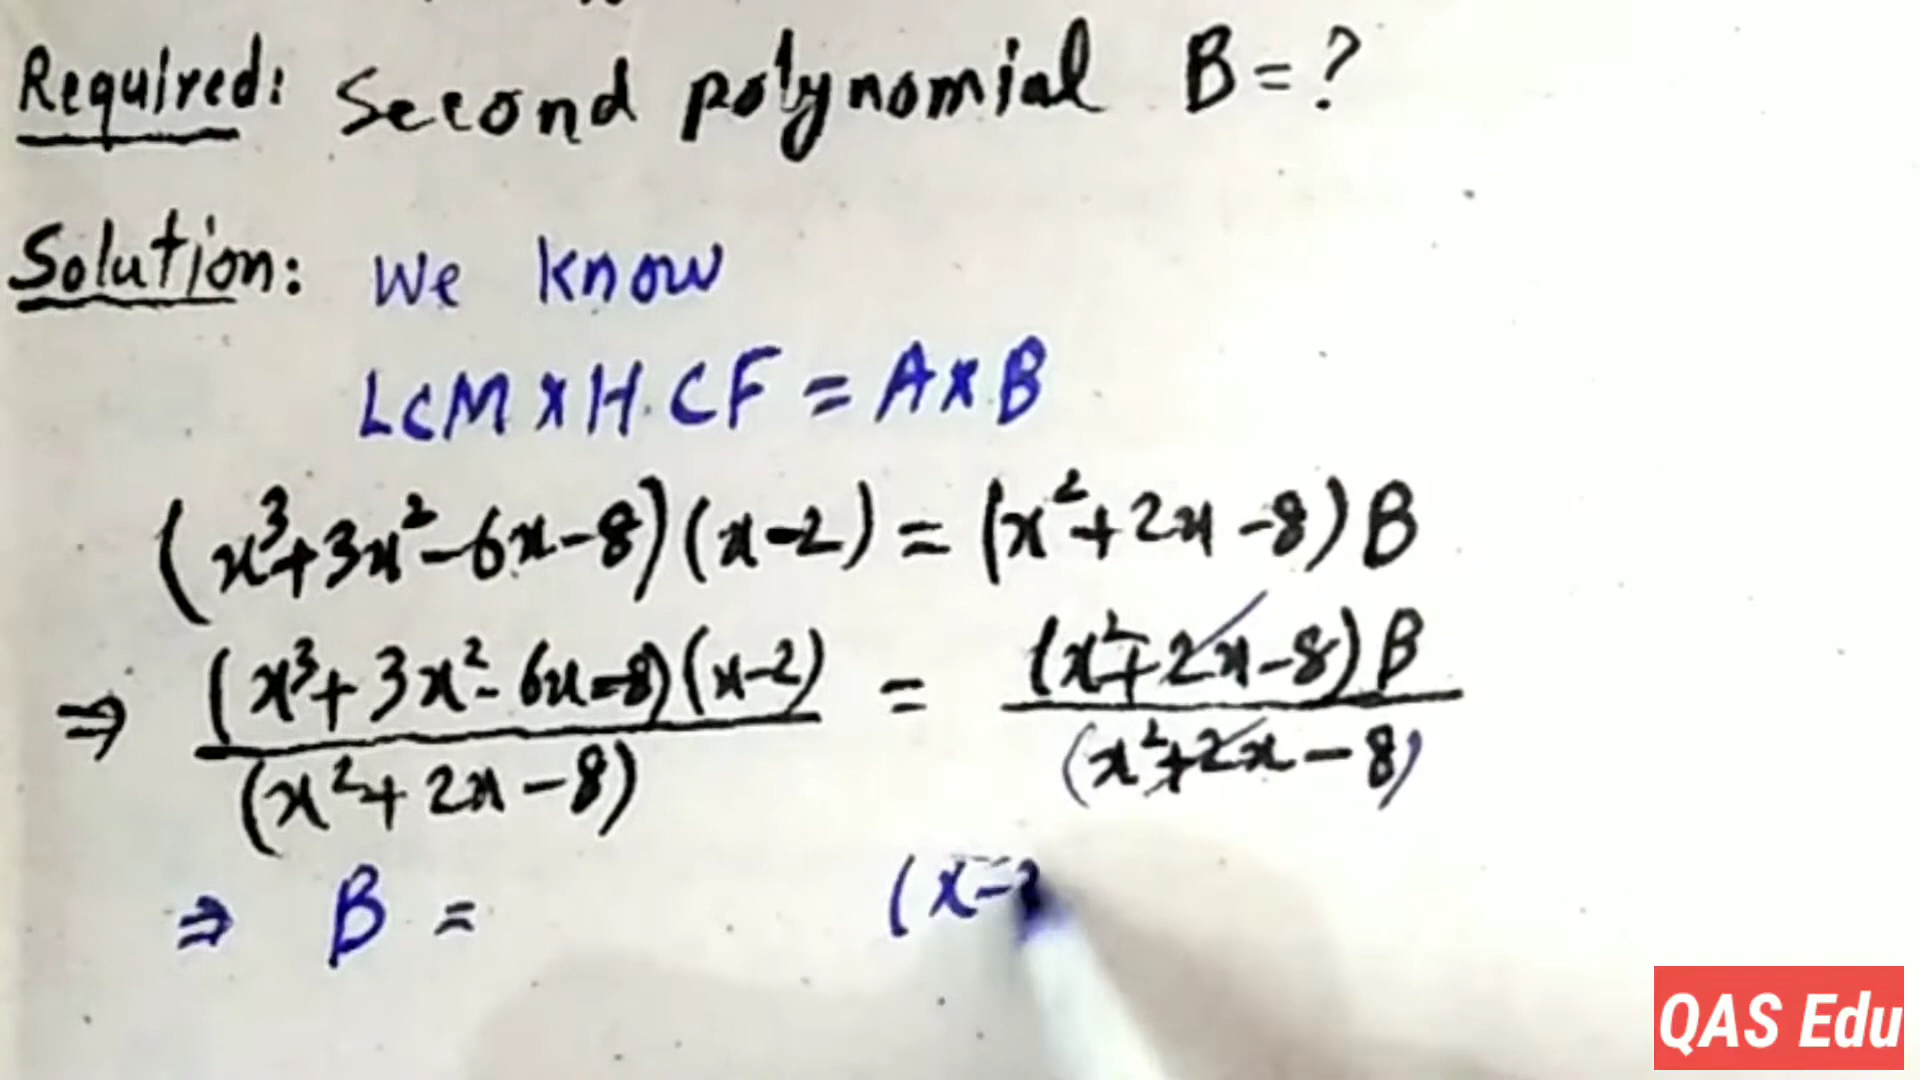 Required: Second polynomial B=?
Solution: We know
LCM x H.CF = A x B
(x³+3x²-6x-8)(x-2) = (x²+2x-8)B
⇒ (x³+3x²-6x-8)(x-2) = (x²+2x-8)B
(x²+2x-8) (x²+2x-8)
⇒ B = (x-
QAS Edu